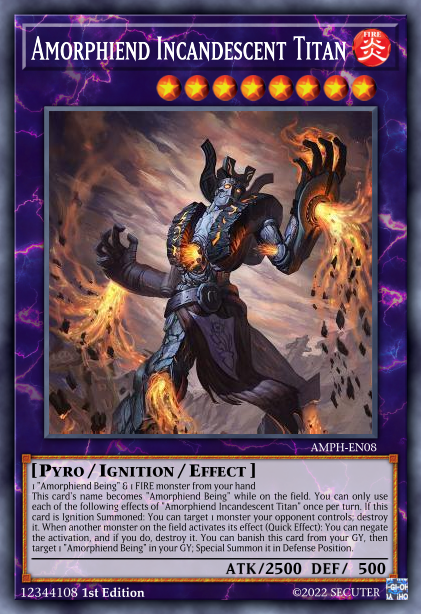 AMORPHIEND INCANDESCENT TITAN
FIRE
炎
AMPH-EN08
[PYRO / IGNITION / EFFECT]
1 "Amorphiend Being" & 1 FIRE monster from your hand
This card's name becomes "Amorphiend Being" while on the field. You can only use
each of the following effects of "Amorphiend Incandescent Titan" once per turn. If this
card is Ignition Summoned: You can target 1 monster your opponent controls; destroy
it. When another monster on the field activates its effect (Quick Effect): You can negate
the activation, and if you do, destroy it. You can banish this card from your GY, then
target 1 "Amorphiend Being" in your GY; Special Summon it in Defense Position.
ATK/2500 DEF/ 500
12344108 1st Edition ©2022 SECUTER